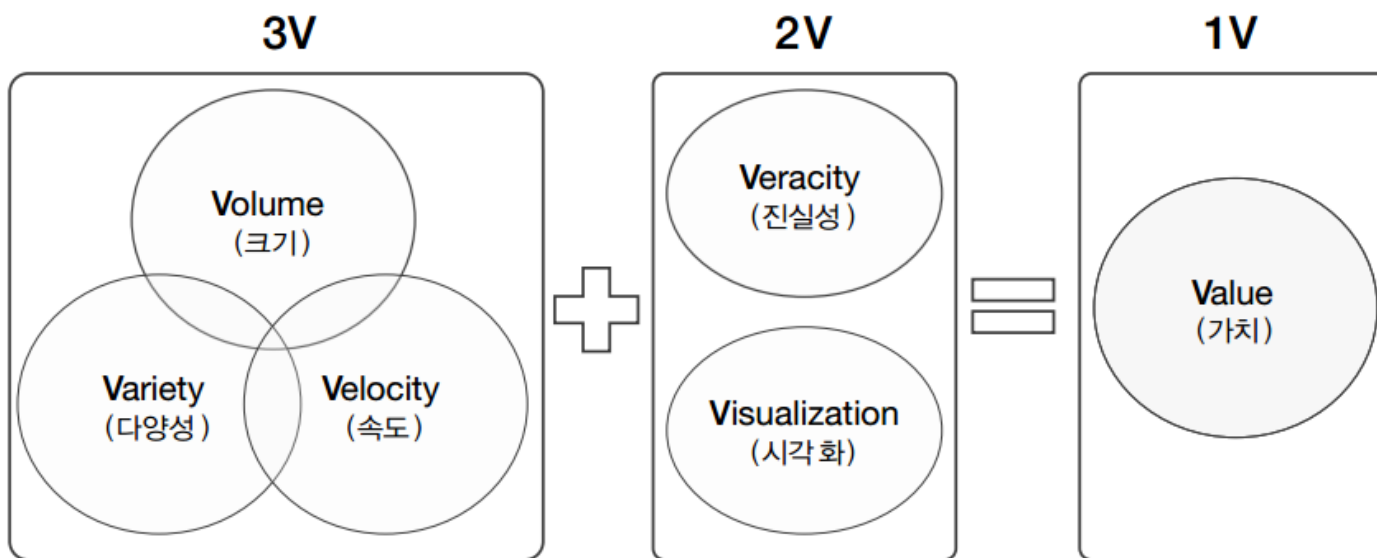 3V
2V
1V
Volume
(크기)
Variety
(다양성)
Velocity
(속도)
Veracity
(진실성)
Visualization
(시각화)
Value
(가치)